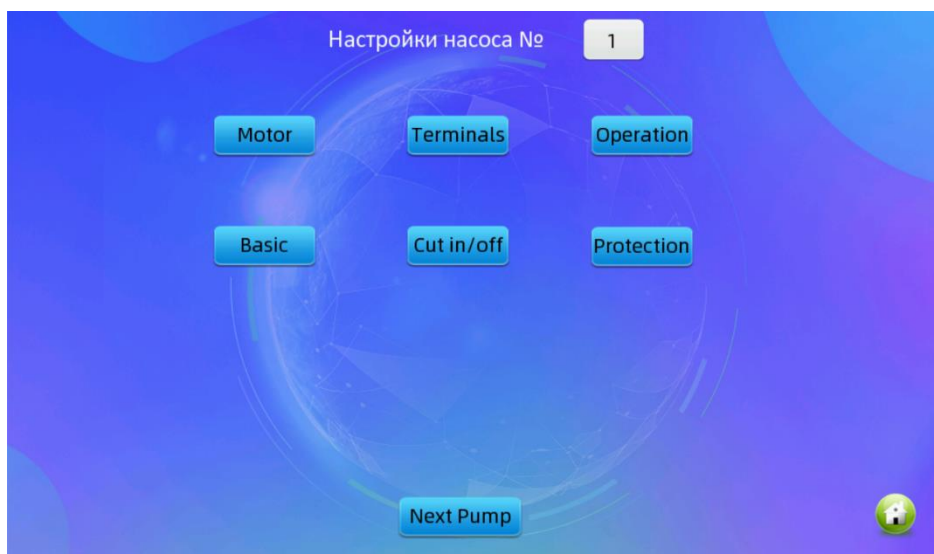 Настройки насоса № 1
Motor Terminals Operation
Basic Cut in/off Protection
Next Pump